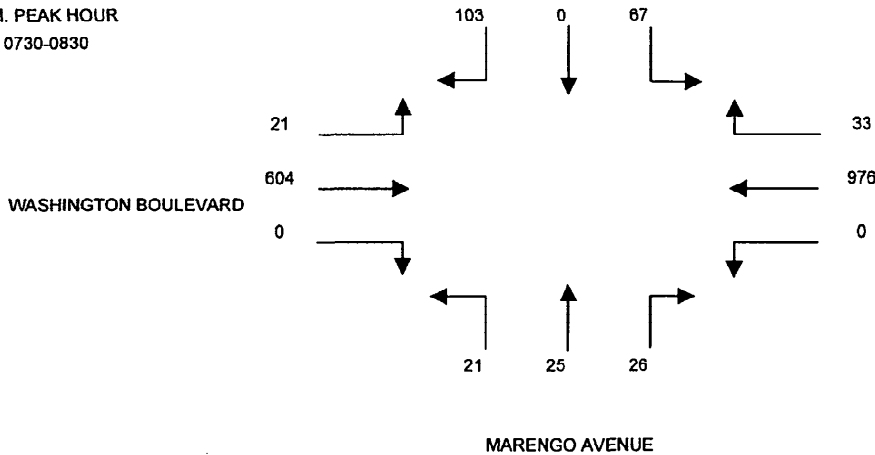 . PEAK HOUR
0730-0830
103 0 67
21 33
604 976
WASHINGTON BOULEVARD
0 0
21 25 26
MARENGO AVENUE